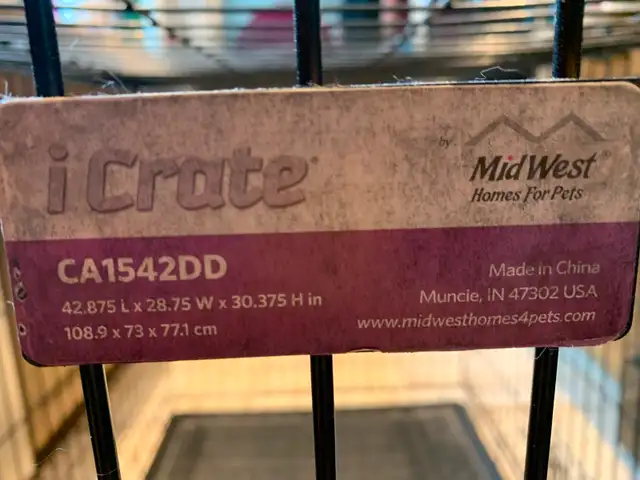 iCrate
by
MidWest
Homes For Pets
CA1542DD
42.875 L x 28.75 W x 30.375 H in
108.9 x 73 x 77.1 cm
Made in China
Muncie, IN 47302 USA
www.midwesthomes4pets.com